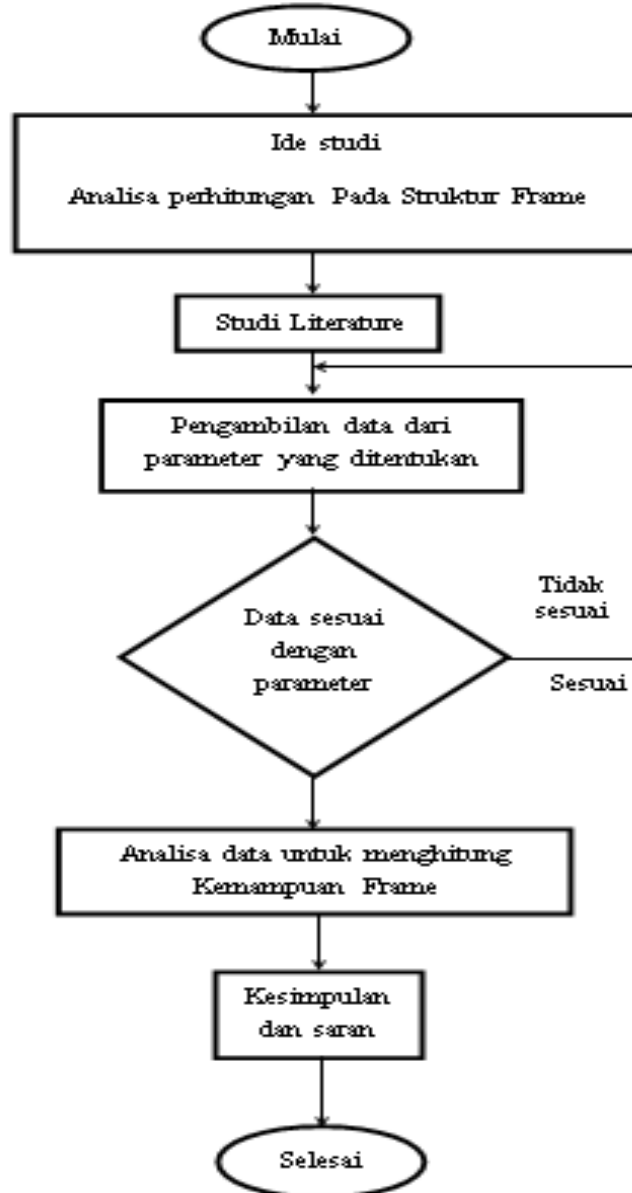 Mulai
Ide studi
Analisa perhitungan Pada Struktur Frame
Studi Literature
Pengambilan data dari
parameter yang ditentukan
Data sesuai
dengan
parameter
Tidak
sesuai
Sesuai
Analisa data untuk menghitung
Kemampuan Frame
Kesimpulan
dan saran
Selesai